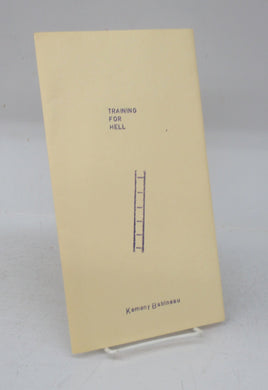 TRAINING
FOR
HELL
Kemeny Babineau